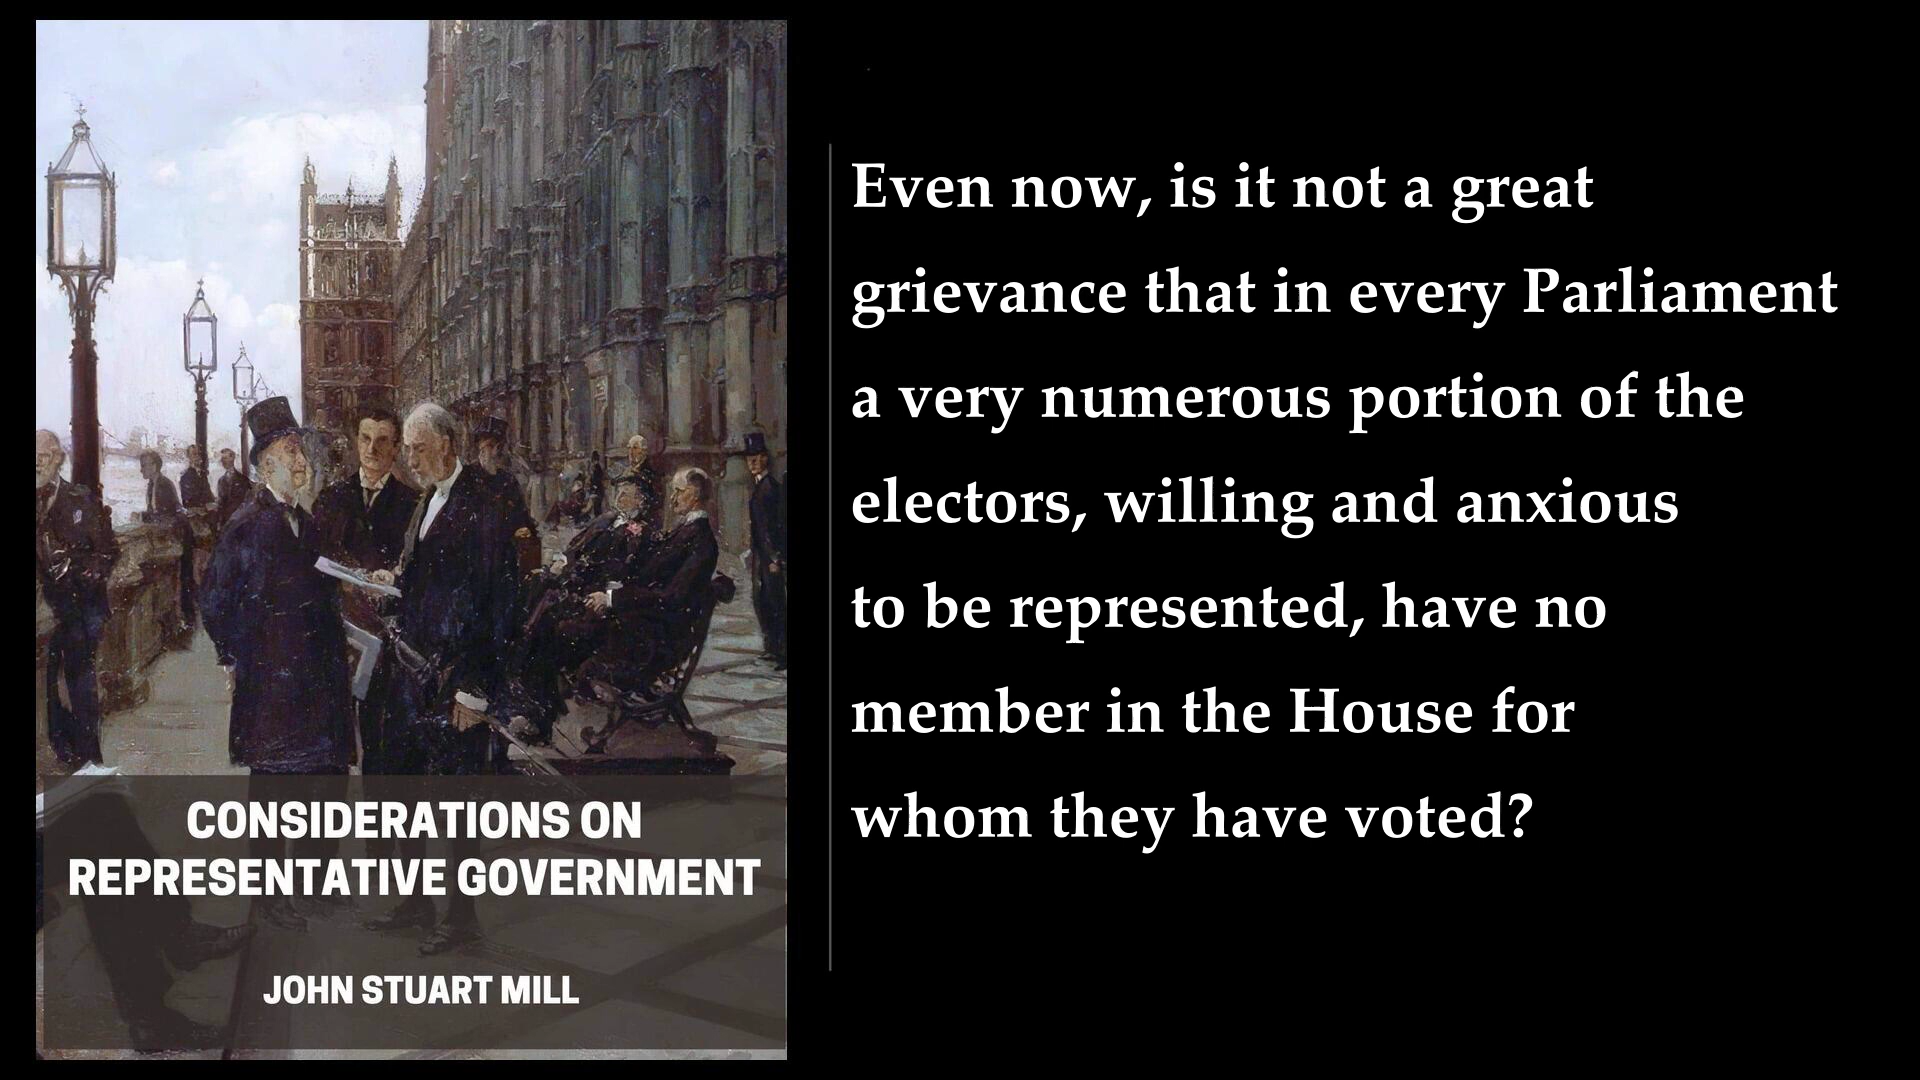 CONSIDERATIONS ON
REPRESENTATIVE GOVERNMENT
JOHN STUART MILL
Even now, is it not a great
grievance that in every Parliament
a very numerous portion of the
electors, willing and anxious
to be represented, have no
member in the House for
whom they have voted?